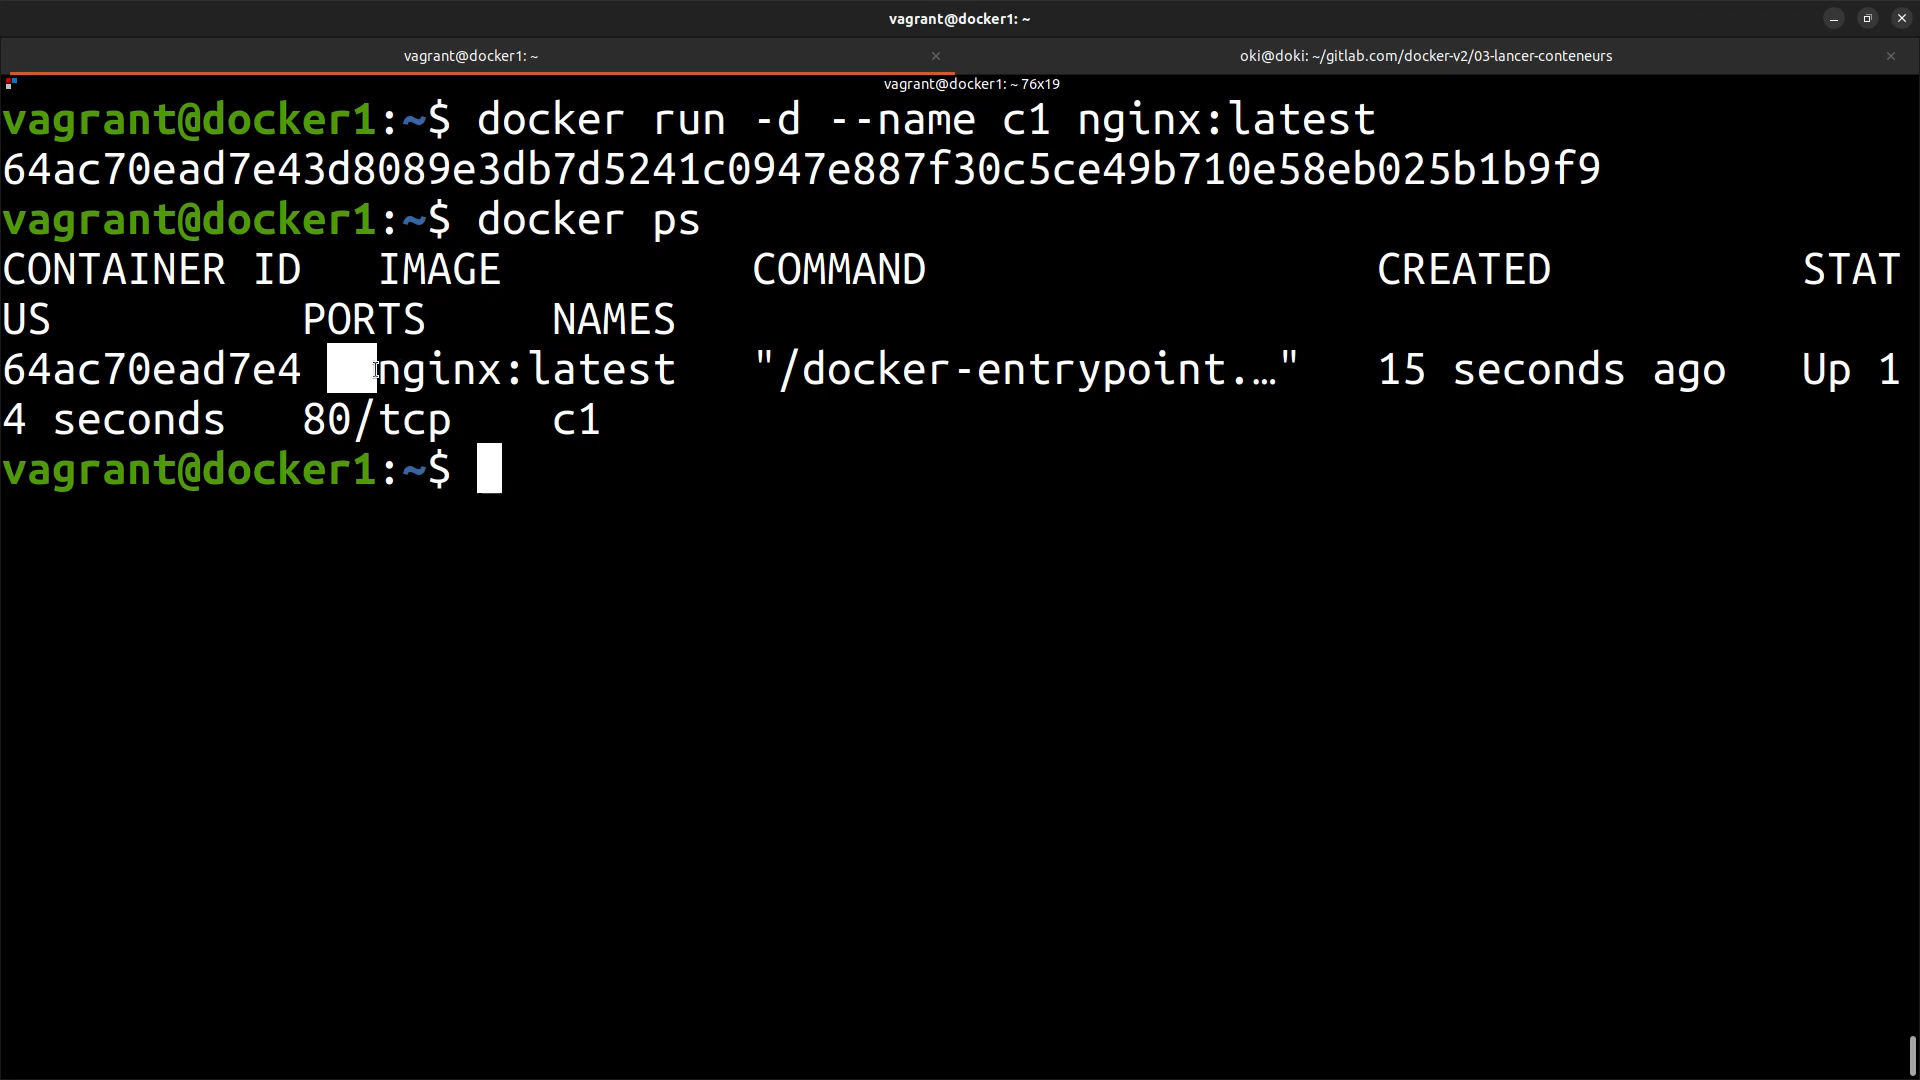 vagrant@docker1: ~
vagrant@docker1: ~
oki@doki: ~/gitlab.com/docker-v2/03-lancer-conteneurs
vagrant@docker1: ~ 76x19
vagrant@docker1:~$ docker run -d --name c1 nginx:latest
64ac70ead7e43d8089e3db7d5241c0947e887f30c5ce49b710e58eb025b1b9f9
vagrant@docker1:~$ docker ps
CONTAINER ID   IMAGE          COMMAND                  CREATED          STAT
US          PORTS     NAMES
64ac70ead7e4   nginx:latest   "/docker-entrypoint.…"   15 seconds ago   Up 1
4 seconds   80/tcp    c1
vagrant@docker1:~$